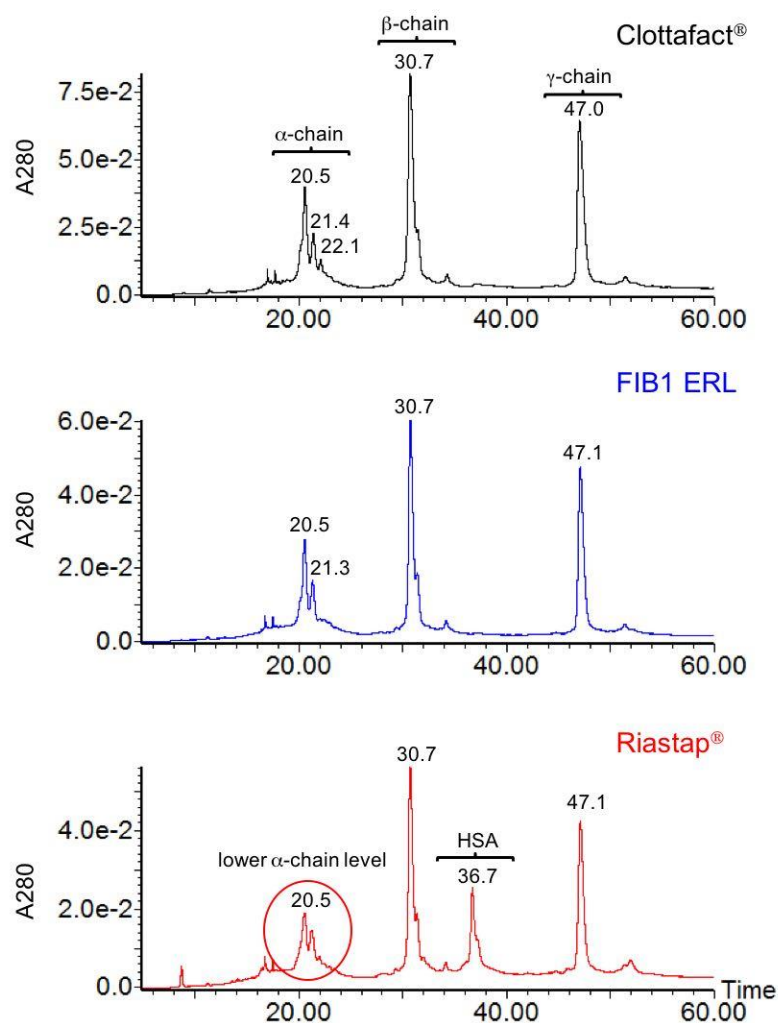 Clottafact®
β-chain
30.7
γ-chain
47.0
α-chain
20.5
21.4
22.1
A280
7.5e-2
5.0e-2
2.5e-2
0.0
20.00 40.00 60.00
FIB1 ERL
30.7
47.1
20.5
21.3
A280
6.0e-2
4.0e-2
2.0e-2
0.0
20.00 40.00 60.00
Riastap®
30.7
47.1
HSA
36.7
lower α-chain level
20.5
A280
4.0e-2
2.0e-2
0.0
Time
20.00 40.00 60.00